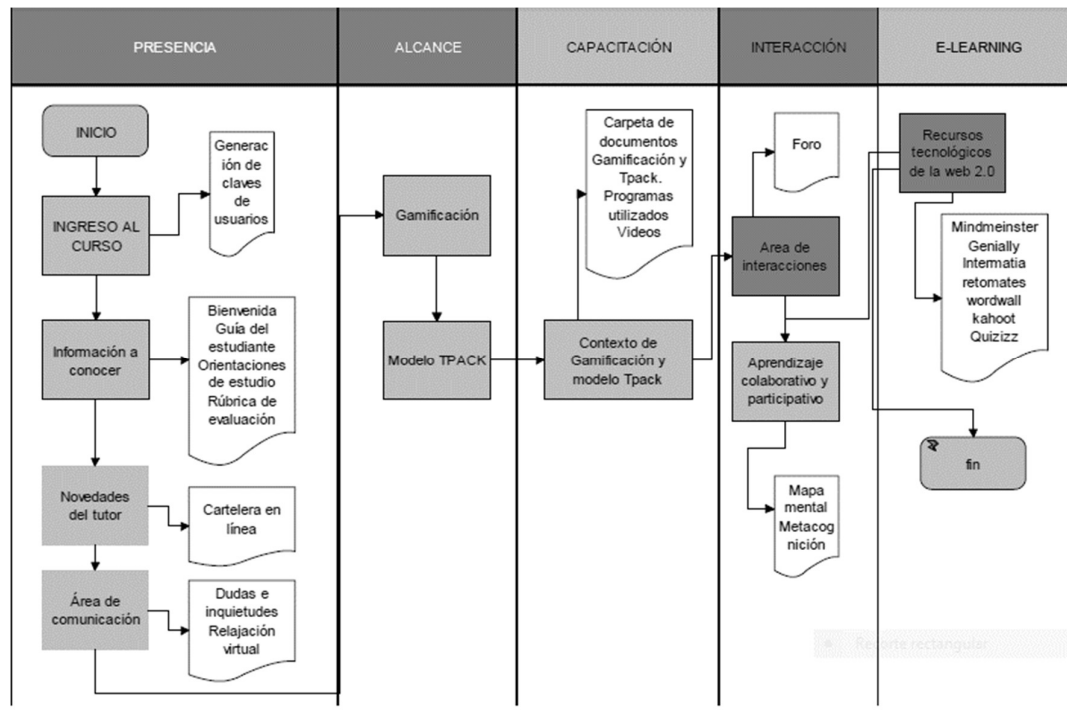 PRESENCIA
ALCANCE
CAPACITACIÓN
INTERACCIÓN
E-LEARNING
INICIO
Generac
ión de
claves
de
usuarios
INGRESO AL
CURSO
Información a
conocer
Bienvenida
Guía del
estudiante
Orientaciones
de estudio
Rúbrica de
evaluación
Novedades
del tutor
Cartelera en
línea
Área de
comunicación
Dudas e
inquietudes
Relajación
virtual
Gamificación
Modelo TPACK
Carpeta de
documentos
Gamificación y
Tpack.
Programas
utilizados
Videos
Contexto de
Gamificación y
modelo Tpack
Foro
Area de
interacciones
Aprendizaje
colaborativo y
participativo
Mapa
mental
Metacog
nición
Recursos
tecnológicos
de la web 2.0
Mindmeinster
Genially
Intermatia
retomates
wordwall
kahoot
Quizizz
fin
Recorte rectangular